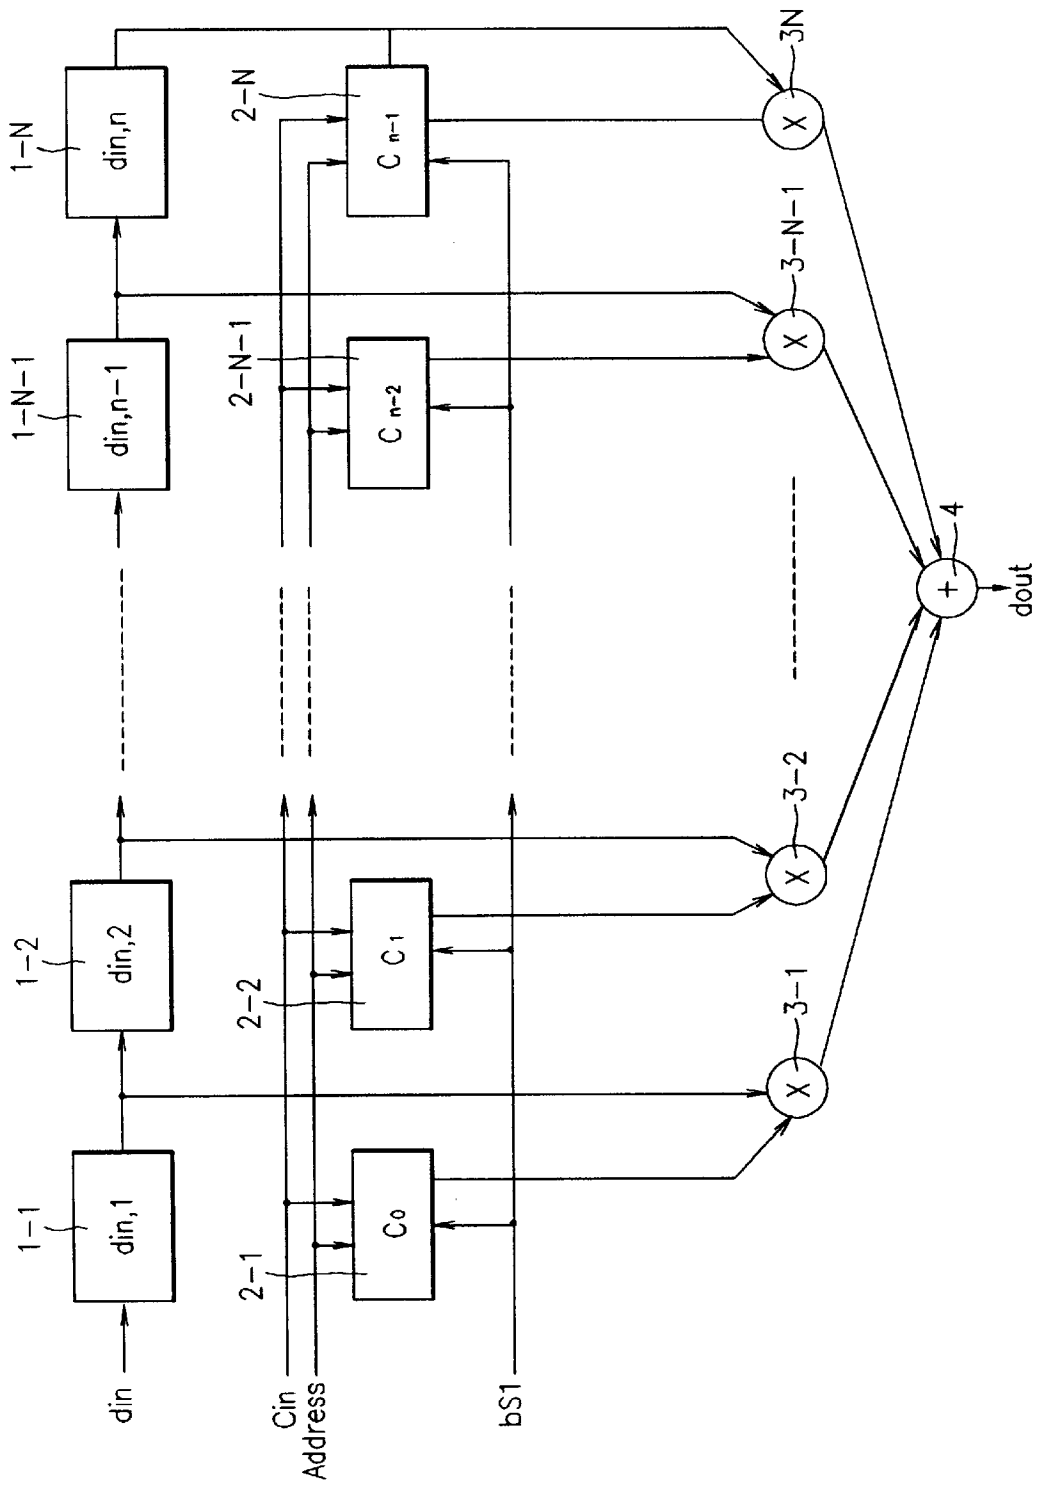 1-1
1-2
1-N-1
1-N
din
din,1
din,2
din,n-1
din,n
2-1
2-2
2-N-1
2-N
Cin
Address
C0
C1
Cn-2
Cn-1
bS1
3-1
3-2
3-N-1
3N
X
X
X
X
+
4
dout